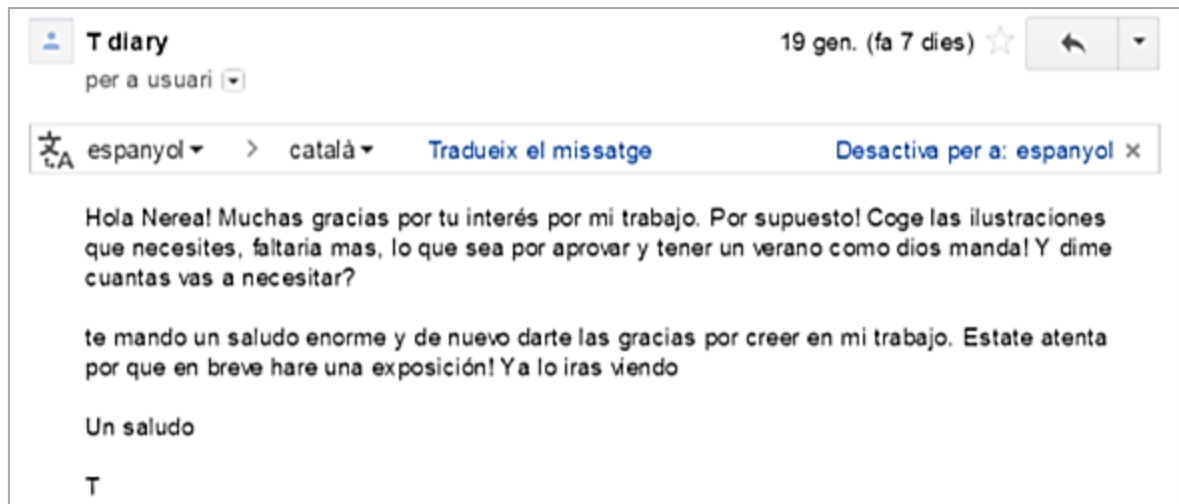 T diary
19 gen. (fa 7 dies)
per a usuari
espanyol > català Tradueix el missatge Desactiva per a: espanyol ×
Hola Nerea! Muchas gracias por tu interés por mi trabajo. Por supuesto! Coge las ilustraciones
que necesites, faltaria mas, lo que sea por aprovar y tener un verano como dios manda! Y dime
cuantas vas a necesitar?
te mando un saludo enorme y de nuevo darte las gracias por creer en mi trabajo. Estate atenta
por que en breve hare una exposición! Ya lo iras viendo
Un saludo
T